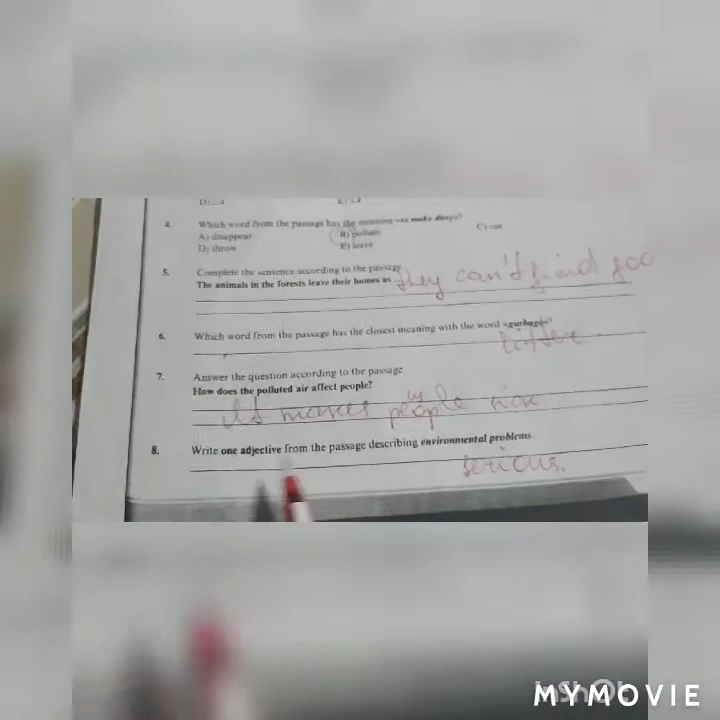 4. Which word from the passage has the meaning «to make dirty»?
A) disappear B) pollute C) cut
D) throw E) leave
5. Complete the sentence according to the passage.
The animals in the forests leave their homes as they can't find foo
6. Which word from the passage has the closest meaning with the word «garbage»?
litter
7. Answer the question according to the passage.
How does the polluted air affect people?
It makes people
8. Write one adjective from the passage describing environmental problems
serious.
InShOt
MYMOVIE